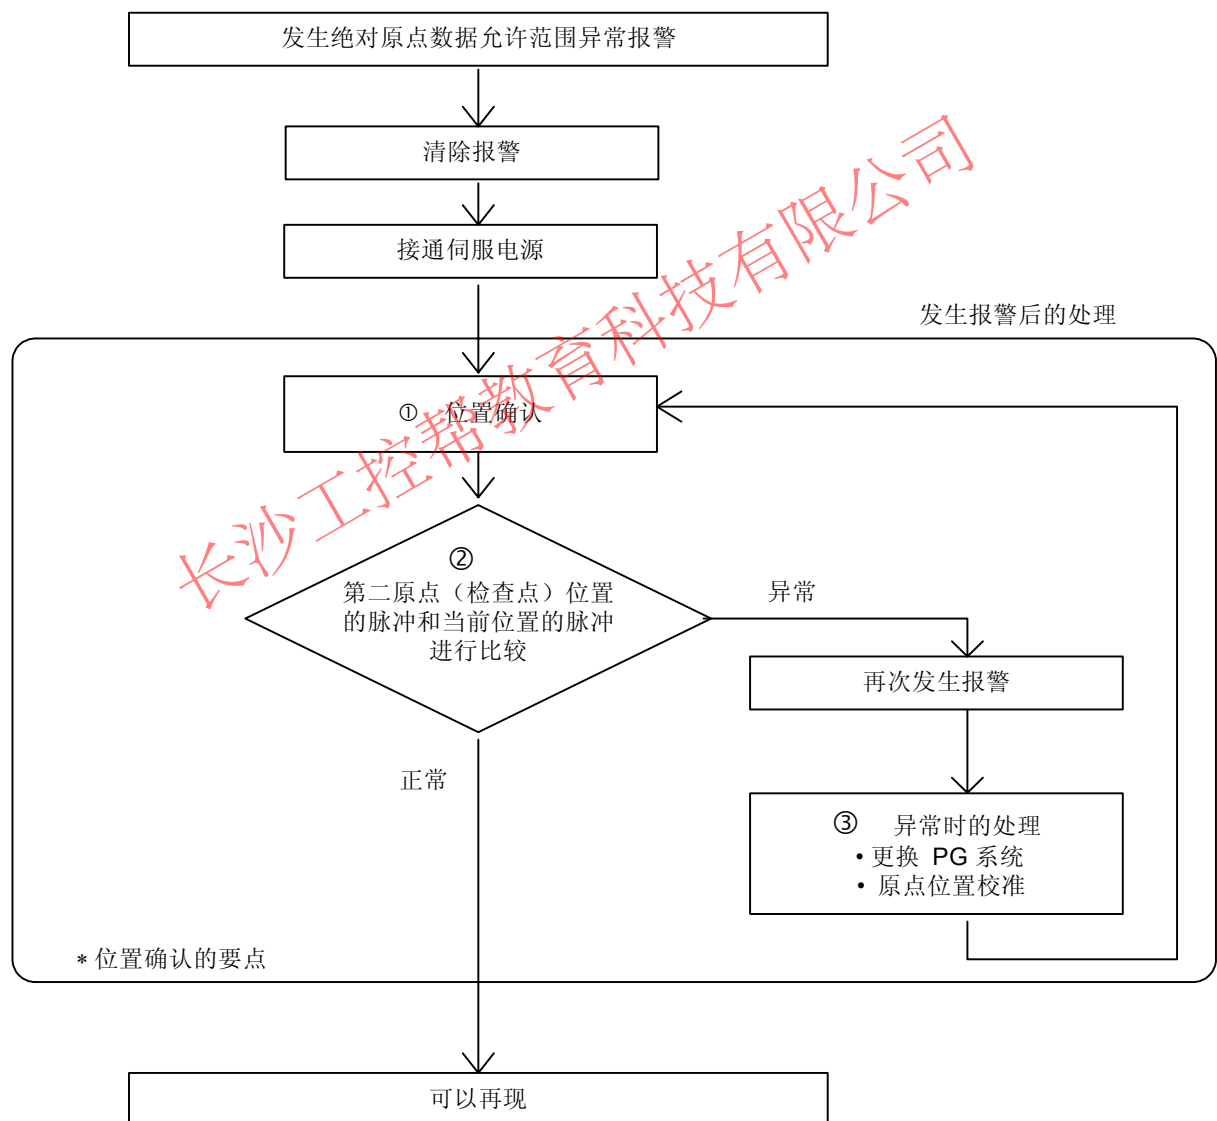 发生绝对原点数据允许范围异常报警
清除报警
接通伺服电源
发生报警后的处理
① 位置确认
②
第二原点（检查点）位置
的脉冲和当前位置的脉冲
进行比较
异常
再次发生报警
正常
③ 异常时的处理
•更换 PG 系统
• 原点位置校准
* 位置确认的要点
可以再现
长沙工控帮教育科技有限公司